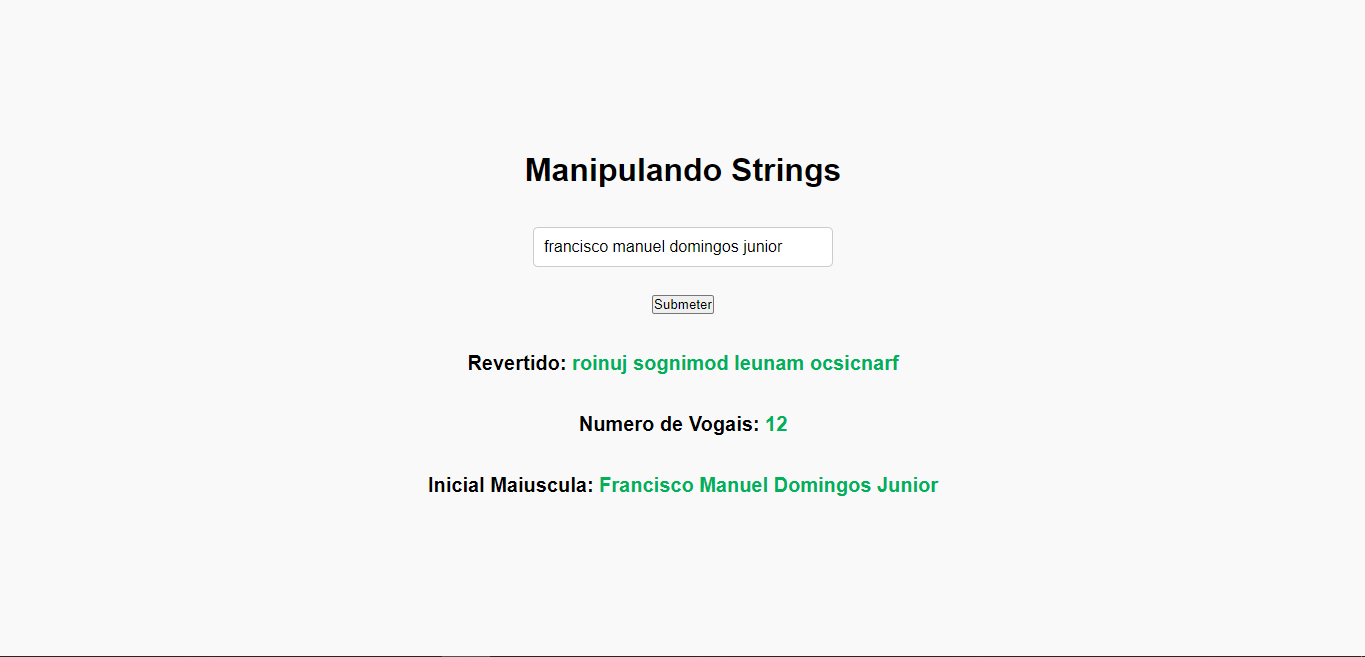 Manipulando Strings
francisco manuel domingos junior
Submeter
Revertido: roinuj sognimod leunam ocsicnarf
Numero de Vogais: 12
Inicial Maiuscula: Francisco Manuel Domingos Junior